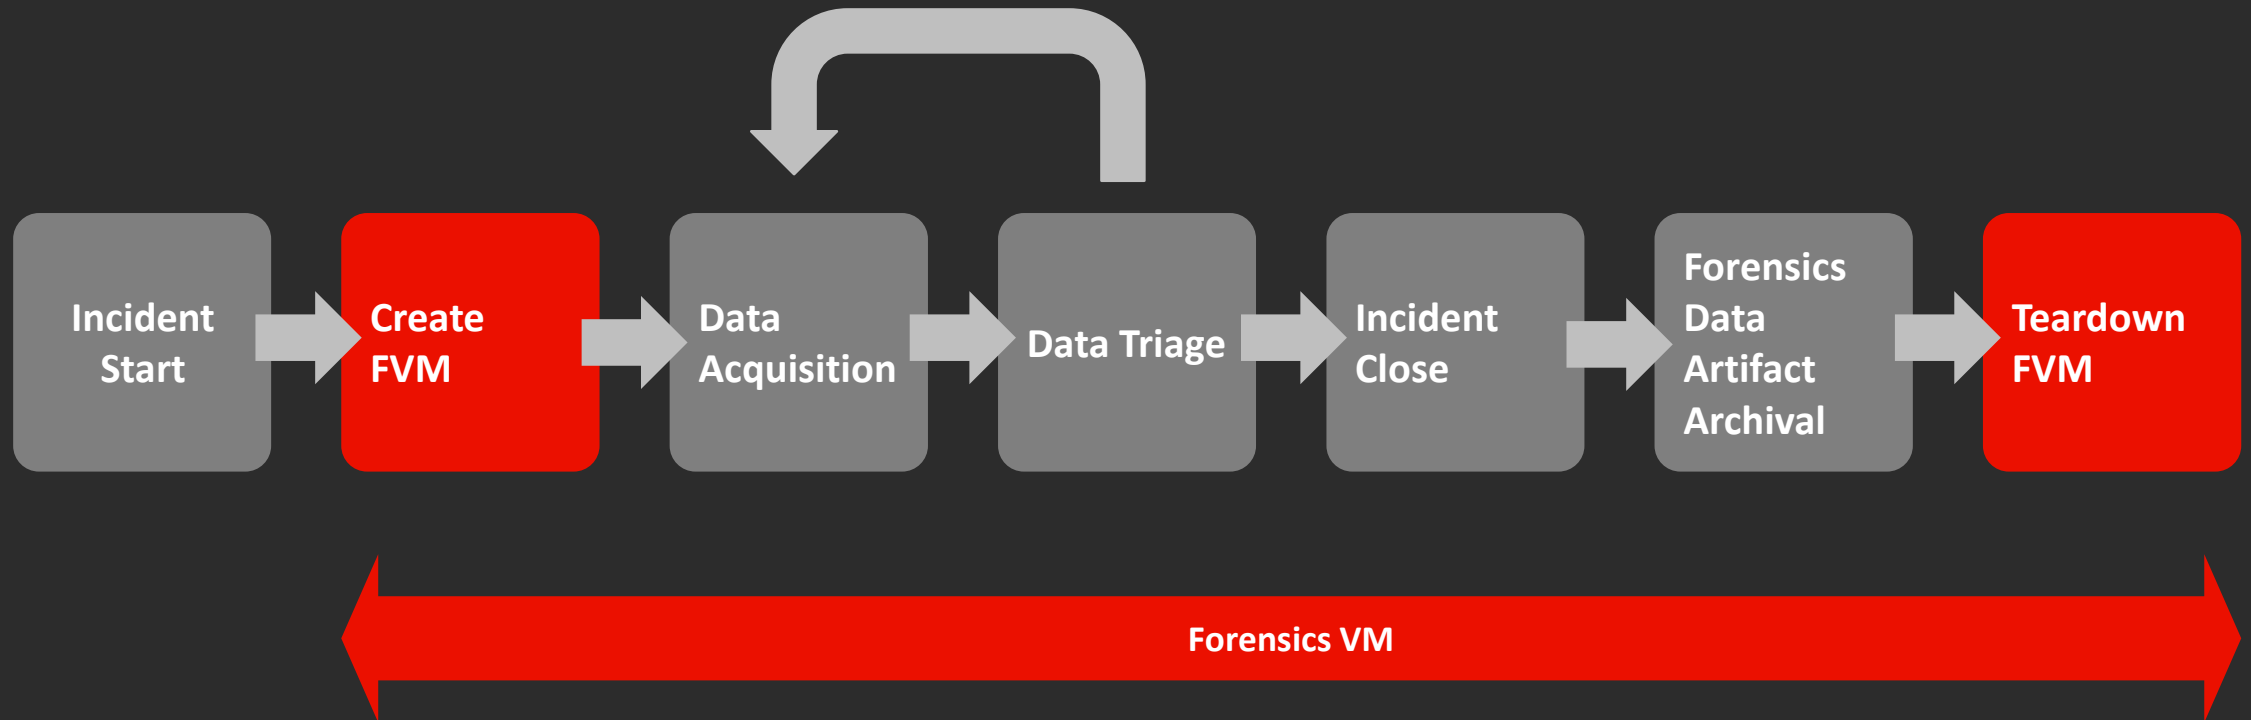 Incident
Start
Create
FVM
Data
Acquisition
Data Triage
Incident
Close
Forensics
Data
Artifact
Archival
Teardown
FVM
Forensics VM